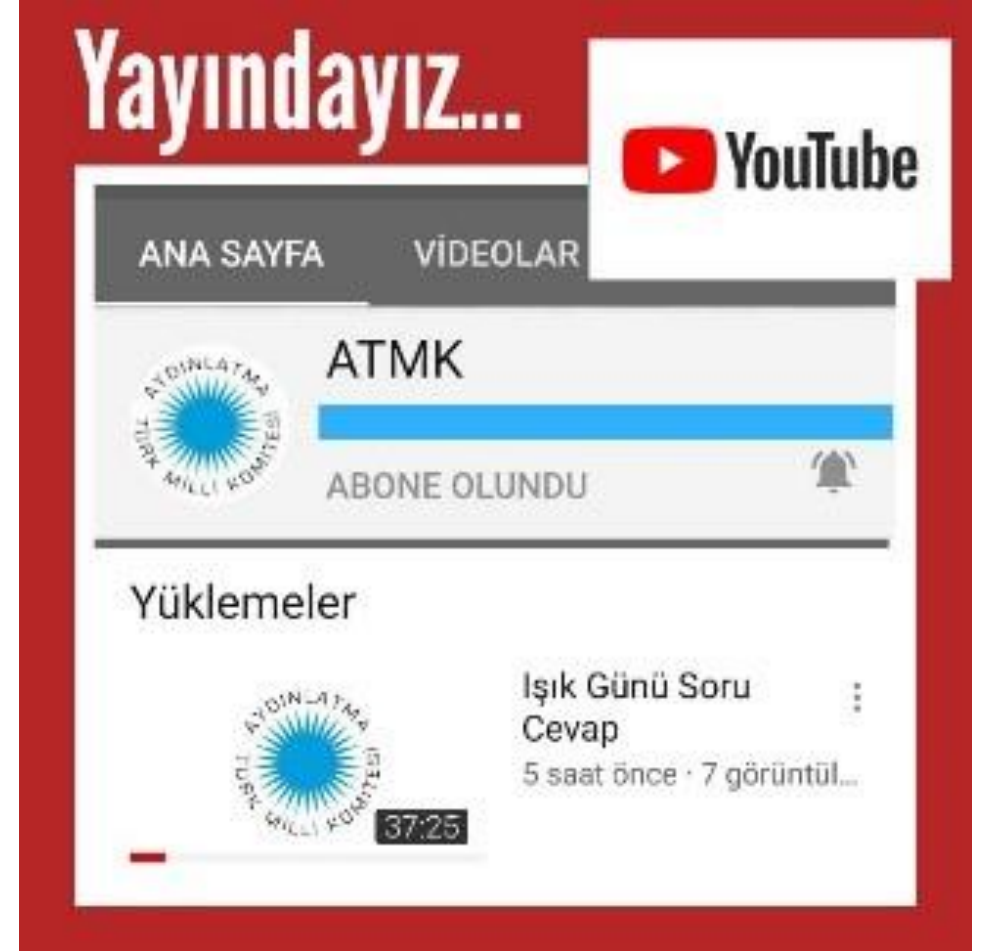 Yayındayız...
YouTube
ANA SAYFA
VİDEOLAR
ATMK
AYDINLATMA TÜRK MİLLİ KOMİTESİ
ABONE OLUNDU
Yüklemeler
AYDINLATMA TÜRK MİLLİ KOMİTESİ
37:25
Işık Günü Soru
Cevap
5 saat önce · 7 görüntül...